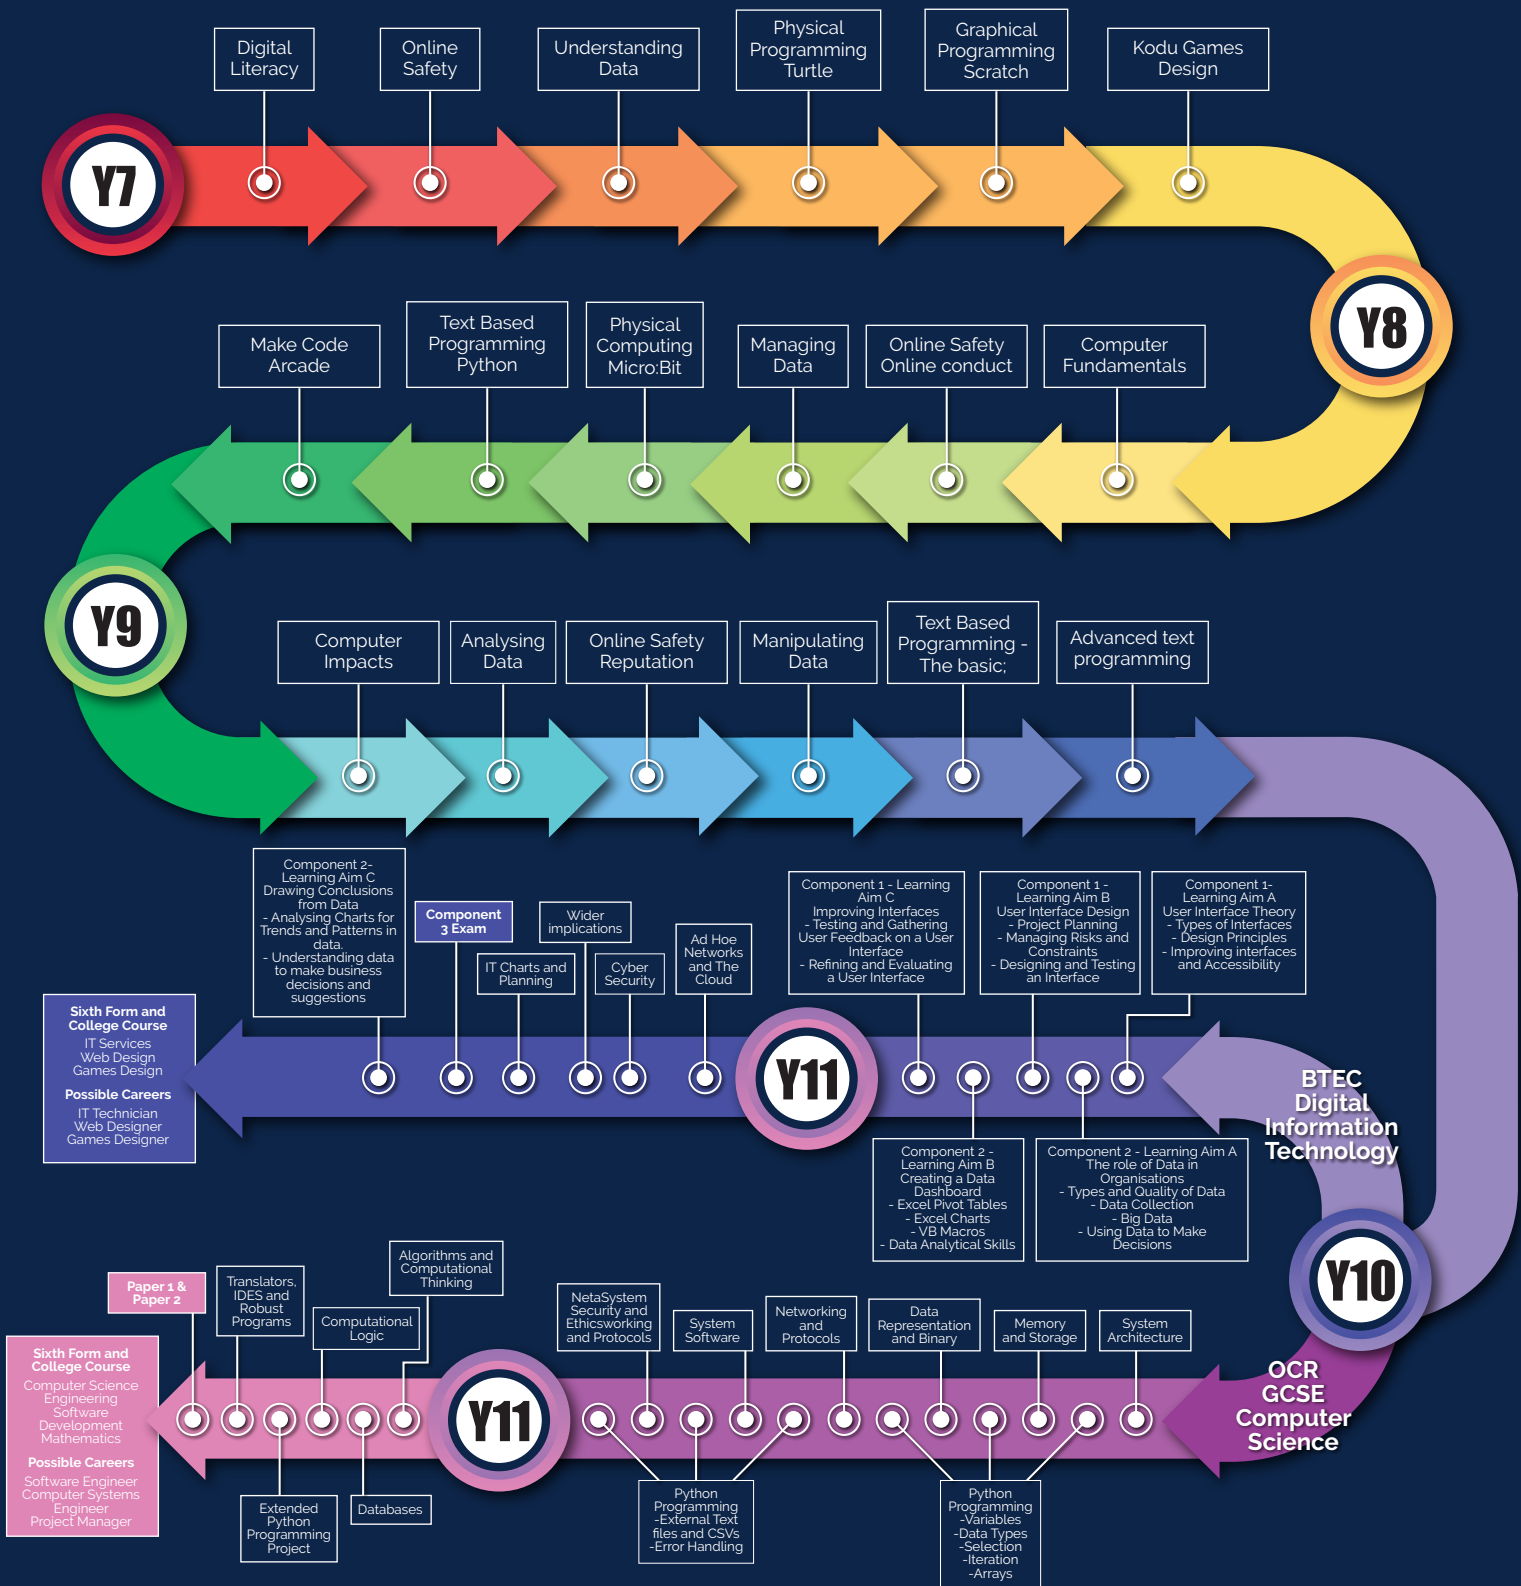 Y7
Digital
Literacy
Online
Safety
Understanding
Data
Physical
Programming
Turtle
Graphical
Programming
Scratch
Kodu Games
Design
Y8
Computer
Fundamentals
Online Safety
Online conduct
Managing
Data
Physical
Computing
Micro:Bit
Text Based
Programming
Python
Make Code
Arcade
Y9
Computer
Impacts
Analysing
Data
Online Safety
Reputation
Manipulating
Data
Text Based
Programming -
The basic;
Advanced text
programming
Y10
BTEC
Digital
Information
Technology
Component 1-
Learning Aim A
User Interface Theory
- Types of Interfaces
- Design Principles
- Improving interfaces
and Accessibility
Component 2 - Learning Aim A
The role of Data in
Organisations
- Types and Quality of Data
- Data Collection
- Big Data
- Using Data to Make
Decisions
Component 1 -
Learning Aim B
User Interface Design
- Project Planning
- Managing Risks and
Constraints
- Designing and Testing
an Interface
Component 2 -
Learning Aim B
Creating a Data
Dashboard
- Excel Pivot Tables
- Excel Charts
- VB Macros
- Data Analytical Skills
Component 1 - Learning
Aim C
Improving Interfaces
- Testing and Gathering
User Feedback on a User
Interface
- Refining and Evaluating
a User Interface
Y11
Ad Hoe
Networks
and The
Cloud
Cyber
Security
Wider
implications
IT Charts and
Planning
Component
3 Exam
Component 2-
Learning Aim C
Drawing Conclusions
from Data
- Analysing Charts for
Trends and Patterns in
data.
- Understanding data
to make business
decisions and
suggestions
Sixth Form and
College Course
IT Services
Web Design
Games Design
Possible Careers
IT Technician
Web Designer
Games Designer
OCR
GCSE
Computer
Science
System
Architecture
Memory
and Storage
Data
Representation
and Binary
Python
Programming
-Variables
-Data Types
-Selection
-Iteration
-Arrays
Networking
and
Protocols
System
Software
NetaSystem
Security and
Ethicsworking
and Protocols
Python
Programming
-External Text
files and CSVs
-Error Handling
Y11
Algorithms and
Computational
Thinking
Databases
Computational
Logic
Extended
Python
Programming
Project
Translators,
IDES and
Robust
Programs
Paper 1 &
Paper 2
Sixth Form and
College Course
Computer Science
Engineering
Software
Development
Mathematics
Possible Careers
Software Engineer
Computer Systems
Engineer
Project Manager